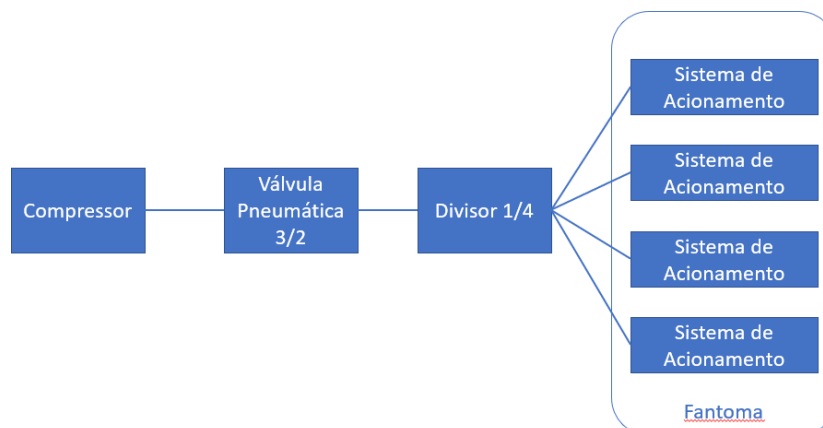 Compressor
Válvula
Pneumática
3/2
Divisor 1/4
Sistema de
Acionamento
Sistema de
Acionamento
Sistema de
Acionamento
Sistema de
Acionamento
Fantoma